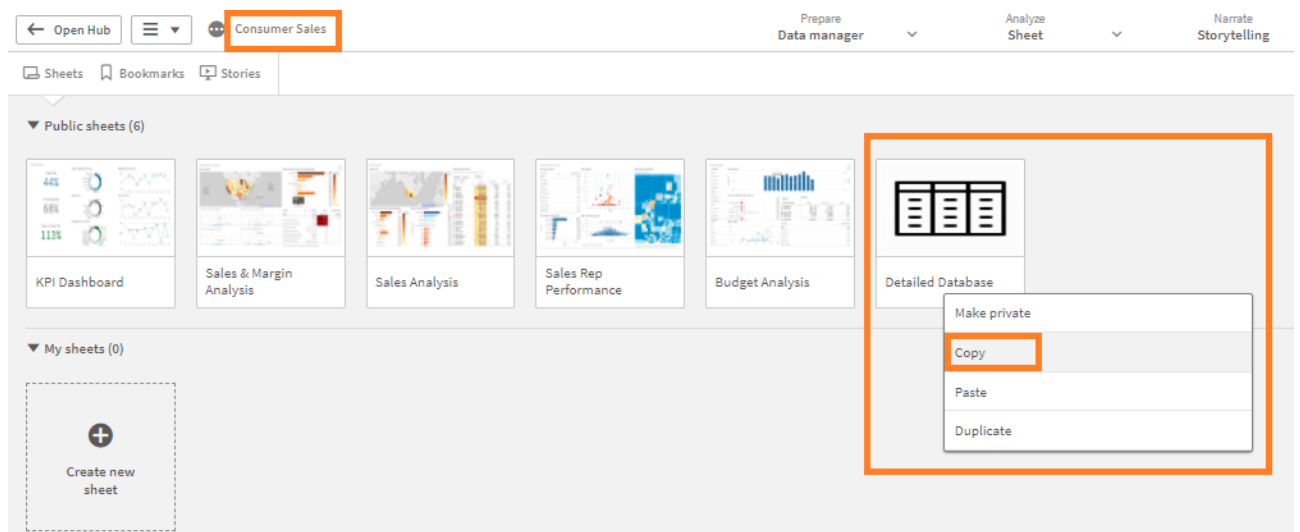 Open Hub
Consumer Sales
Prepare
Data manager
Analyze
Sheet
Narrate
Storytelling
Sheets
Bookmarks
Stories
Public sheets (6)
44%
68%
113%
KPI Dashboard
Sales & Margin
Analysis
Sales Analysis
Sales Rep
Performance
Budget Analysis
Detailed Database
Make private
Copy
Paste
Duplicate
My sheets (0)
Create new
sheet